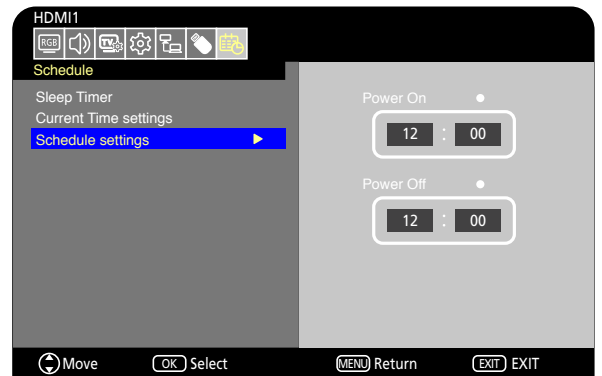 HDMI1
RGB TV
Schedule
Sleep Timer
Current Time settings
Schedule settings
Power On
12 : 00
Power Off
12 : 00
Move OK Select MENU Return EXIT EXIT